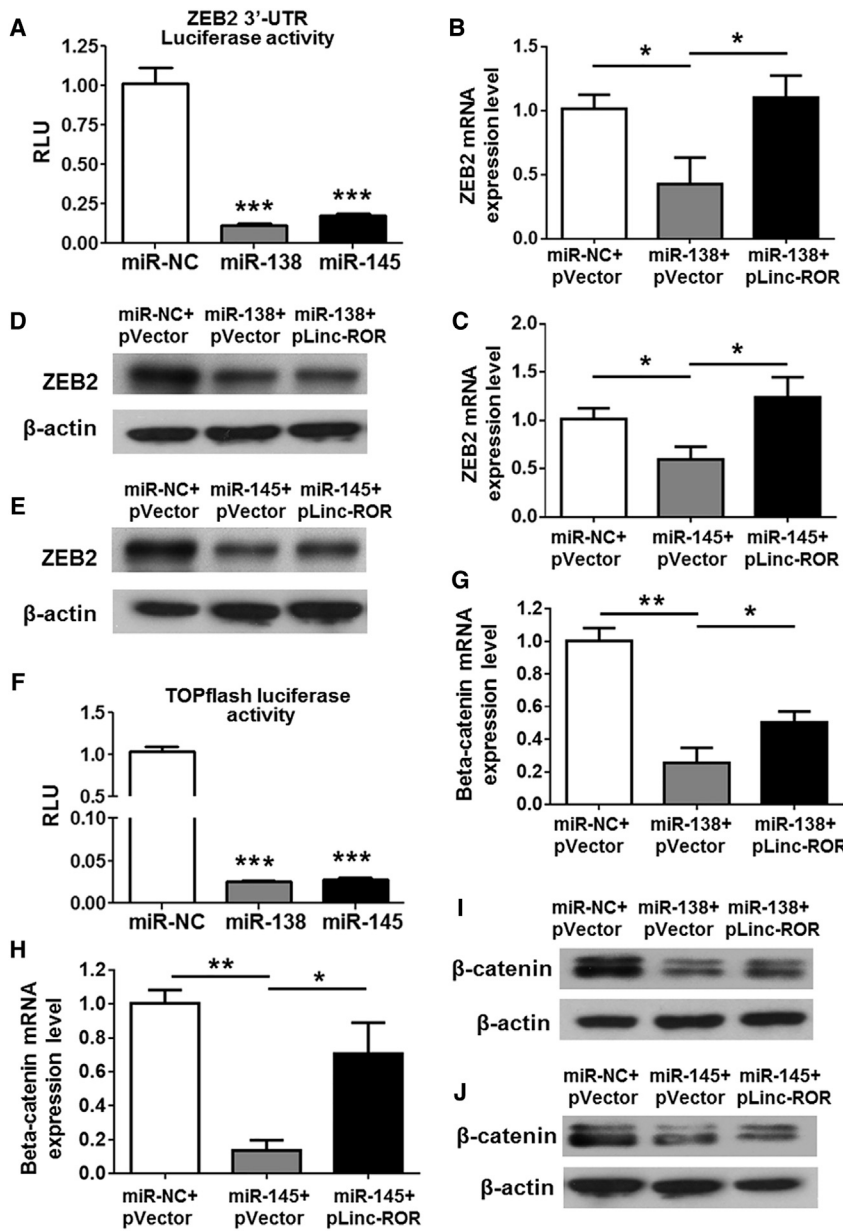 A
ZEB2 3’-UTR
Luciferase activity
RLU
1.25
1.00
0.75
0.50
0.25
0.00
***
***
miR-NC miR-138 miR-145
B
ZEB2 mRNA
expression level
1.5
1.0
0.5
0.0
*
*
miR-NC+ miR-138+ miR-138+
pVector pVector pLinc-ROR
D
miR-NC+ miR-138+ miR-138+
pVector pVector pLinc-ROR
ZEB2
β-actin
C
ZEB2 mRNA
expression level
2.0
1.5
1.0
0.5
0.0
*
*
miR-NC+ miR-145+ miR-145+
pVector pVector pLinc-ROR
E
miR-NC+ miR-145+ miR-145+
pVector pVector pLinc-ROR
ZEB2
β-actin
G
Beta-catenin mRNA
expression level
1.2
1.0
0.8
0.6
0.4
0.2
0.0
**
*
miR-NC+ miR-138+ miR-138+
pVector pVector pLinc-ROR
F
TOPflash luciferase
activity
RLU
1.5
1.0
0.5
0.10
0.05
0.00
***
***
miR-NC miR-138 miR-145
H
Beta-catenin mRNA
expression level
1.2
1.0
0.8
0.6
0.4
0.2
0.0
**
*
miR-NC+ miR-145+ miR-145+
pVector pVector pLinc-ROR
I
miR-NC+ miR-138+ miR-138+
pVector pVector pLinc-ROR
β-catenin
β-actin
J
miR-NC+ miR-145+ miR-145+
pVector pVector pLinc-ROR
β-catenin
β-actin